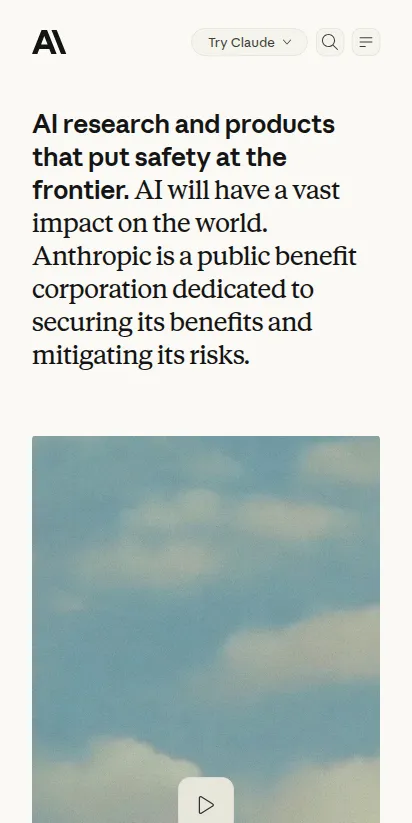 Try Claude
AI research and products
that put safety at the
frontier. AI will have a vast
impact on the world.
Anthropic is a public benefit
corporation dedicated to
securing its benefits and
mitigating its risks.